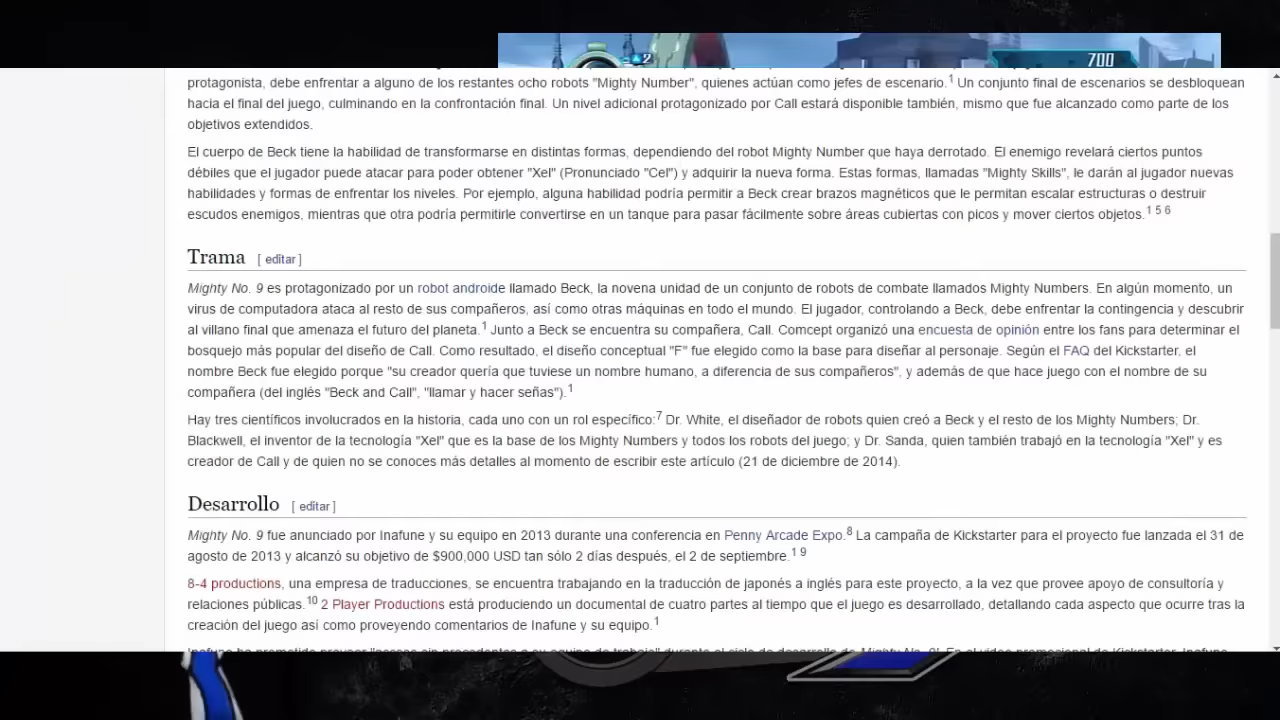 2
700
protagonista, debe enfrentar a alguno de los restantes ocho robots "Mighty Number", quienes actúan como jefes de escenario.1 Un conjunto final de escenarios se desbloquean
hacia el final del juego, culminando en la confrontación final. Un nivel adicional protagonizado por Call estará disponible también, mismo que fue alcanzado como parte de los
objetivos extendidos.
El cuerpo de Beck tiene la habilidad de transformarse en distintas formas, dependiendo del robot Mighty Number que haya derrotado. El enemigo revelará ciertos puntos
débiles que el jugador puede atacar para poder obtener "Xel" (Pronunciado "Cel") y adquirir la nueva forma. Estas formas, llamadas "Mighty Skills", le darán al jugador nuevas
habilidades y formas de enfrentar los niveles. Por ejemplo, alguna habilidad podría permitir a Beck crear brazos magnéticos que le permitan escalar estructuras o destruir
escudos enemigos, mientras que otra podría permitirle convertirse en un tanque para pasar fácilmente sobre áreas cubiertas con picos y mover ciertos objetos.1 5 6
Trama [ editar ]
Mighty No. 9 es protagonizado por un robot androide llamado Beck, la novena unidad de un conjunto de robots de combate llamados Mighty Numbers. En algún momento, un
virus de computadora ataca al resto de sus compañeros, así como otras máquinas en todo el mundo. El jugador, controlando a Beck, debe enfrentar la contingencia y descubrir
al villano final que amenaza el futuro del planeta.1 Junto a Beck se encuentra su compañera, Call. Comcept organizó una encuesta de opinión entre los fans para determinar el
bosquejo más popular del diseño de Call. Como resultado, el diseño conceptual "F" fue elegido como la base para diseñar al personaje. Según el FAQ del Kickstarter, el
nombre Beck fue elegido porque "su creador quería que tuviese un nombre humano, a diferencia de sus compañeros", y además de que hace juego con el nombre de su
compañera (del inglés "Beck and Call", "llamar y hacer señas").1
Hay tres científicos involucrados en la historia, cada uno con un rol específico:7 Dr. White, el diseñador de robots quien creó a Beck y el resto de los Mighty Numbers; Dr.
Blackwell, el inventor de la tecnología "Xel" que es la base de los Mighty Numbers y todos los robots del juego; y Dr. Sanda, quien también trabajó en la tecnología "Xel" y es
creador de Call y de quien no se conoces más detalles al momento de escribir este artículo (21 de diciembre de 2014).
Desarrollo [ editar ]
Mighty No. 9 fue anunciado por Inafune y su equipo en 2013 durante una conferencia en Penny Arcade Expo.8 La campaña de Kickstarter para el proyecto fue lanzada el 31 de
agosto de 2013 y alcanzó su objetivo de $900,000 USD tan sólo 2 días después, el 2 de septiembre.1 9
8-4 productions, una empresa de traducciones, se encuentra trabajando en la traducción de japonés a inglés para este proyecto, a la vez que provee apoyo de consultoría y
relaciones públicas.10 2 Player Productions está produciendo un documental de cuatro partes al tiempo que el juego es desarrollado, detallando cada aspecto que ocurre tras la
creación del juego así como proveyendo comentarios de Inafune y su equipo.1